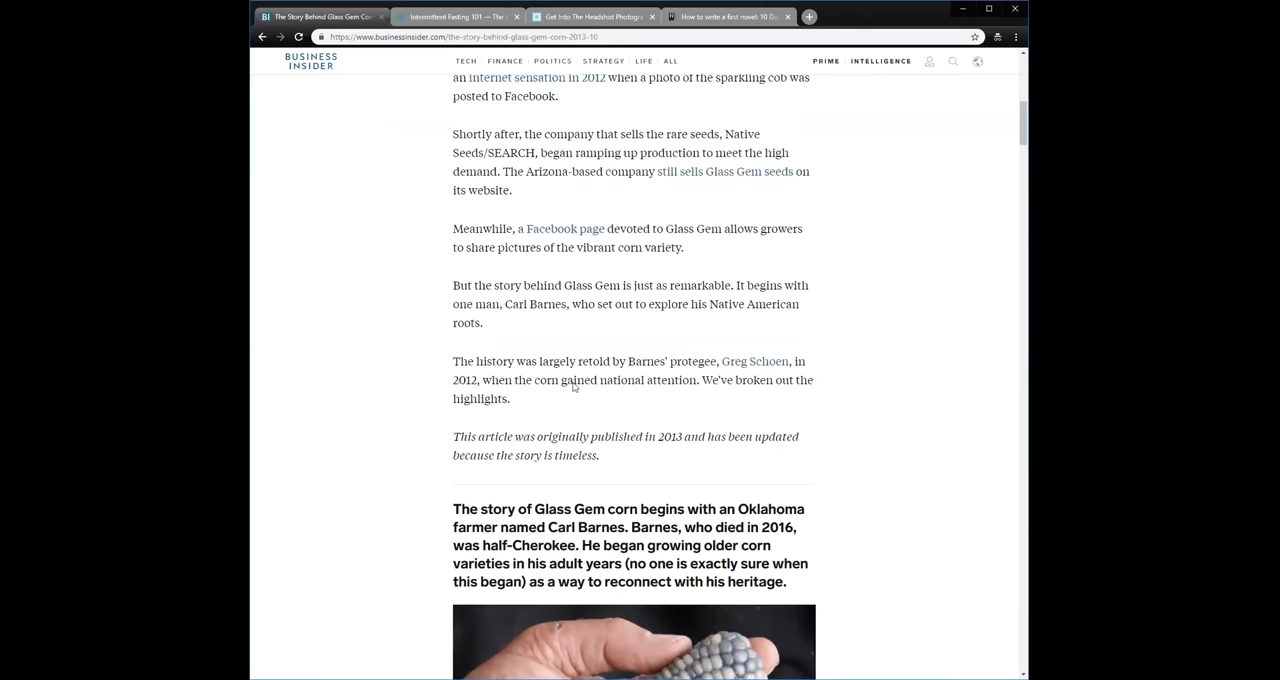 The Story Behind Glass Gem Cor
Intermittent Fasting 101 — The U
Get Into The Headshot Photogra
How to write a first novel: 10 Do
https://www.businessinsider.com/the-story-behind-glass-gem-corn-2013-10
BUSINESS
INSIDER
TECH FINANCE POLITICS STRATEGY LIFE ALL
PRIME INTELLIGENCE
an internet sensation in 2012 when a photo of the sparkling cob was
posted to Facebook.
Shortly after, the company that sells the rare seeds, Native
Seeds/SEARCH, began ramping up production to meet the high
demand. The Arizona-based company still sells Glass Gem seeds on
its website.
Meanwhile, a Facebook page devoted to Glass Gem allows growers
to share pictures of the vibrant corn variety.
But the story behind Glass Gem is just as remarkable. It begins with
one man, Carl Barnes, who set out to explore his Native American
roots.
The history was largely retold by Barnes' protegee, Greg Schoen, in
2012, when the corn gained national attention. We've broken out the
highlights.
This article was originally published in 2013 and has been updated
because the story is timeless.
The story of Glass Gem corn begins with an Oklahoma
farmer named Carl Barnes. Barnes, who died in 2016,
was half-Cherokee. He began growing older corn
varieties in his adult years (no one is exactly sure when
this began) as a way to reconnect with his heritage.